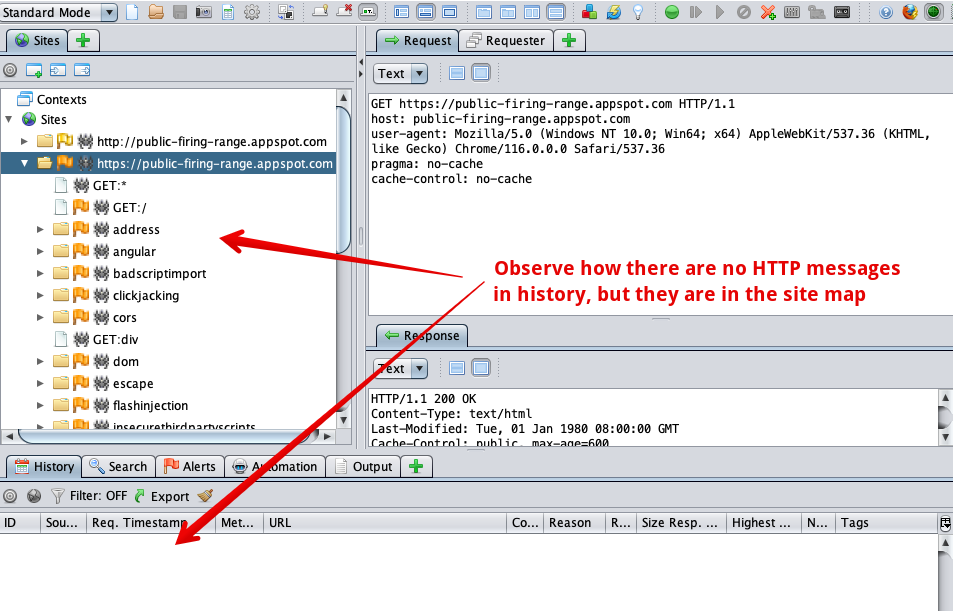 Standard Mode
Sites
Request
Requester
Text
Contexts
Sites
http://public-firing-range.appspot.com
https://public-firing-range.appspot.com
GET:*
GET:/
address
angular
badscriptimport
clickjacking
cors
GET:div
dom
escape
flashinjection
insecurethirdpartyscripts
GET https://public-firing-range.appspot.com HTTP/1.1
host: public-firing-range.appspot.com
user-agent: Mozilla/5.0 (Windows NT 10.0; Win64; x64) AppleWebKit/537.36 (KHTML,
like Gecko) Chrome/116.0.0.0 Safari/537.36
pragma: no-cache
cache-control: no-cache
Observe how there are no HTTP messages
in history, but they are in the site map
Response
Text
HTTP/1.1 200 OK
Content-Type: text/html
Last-Modified: Tue, 01 Jan 1980 08:00:00 GMT
Cache-Control: public, max-age=600
History Search Alerts Automation Output
Filter: OFF Export
ID Sou... Req. Timestamp Met... URL Co... Reason R... Size Resp. ... Highest ... N... Tags